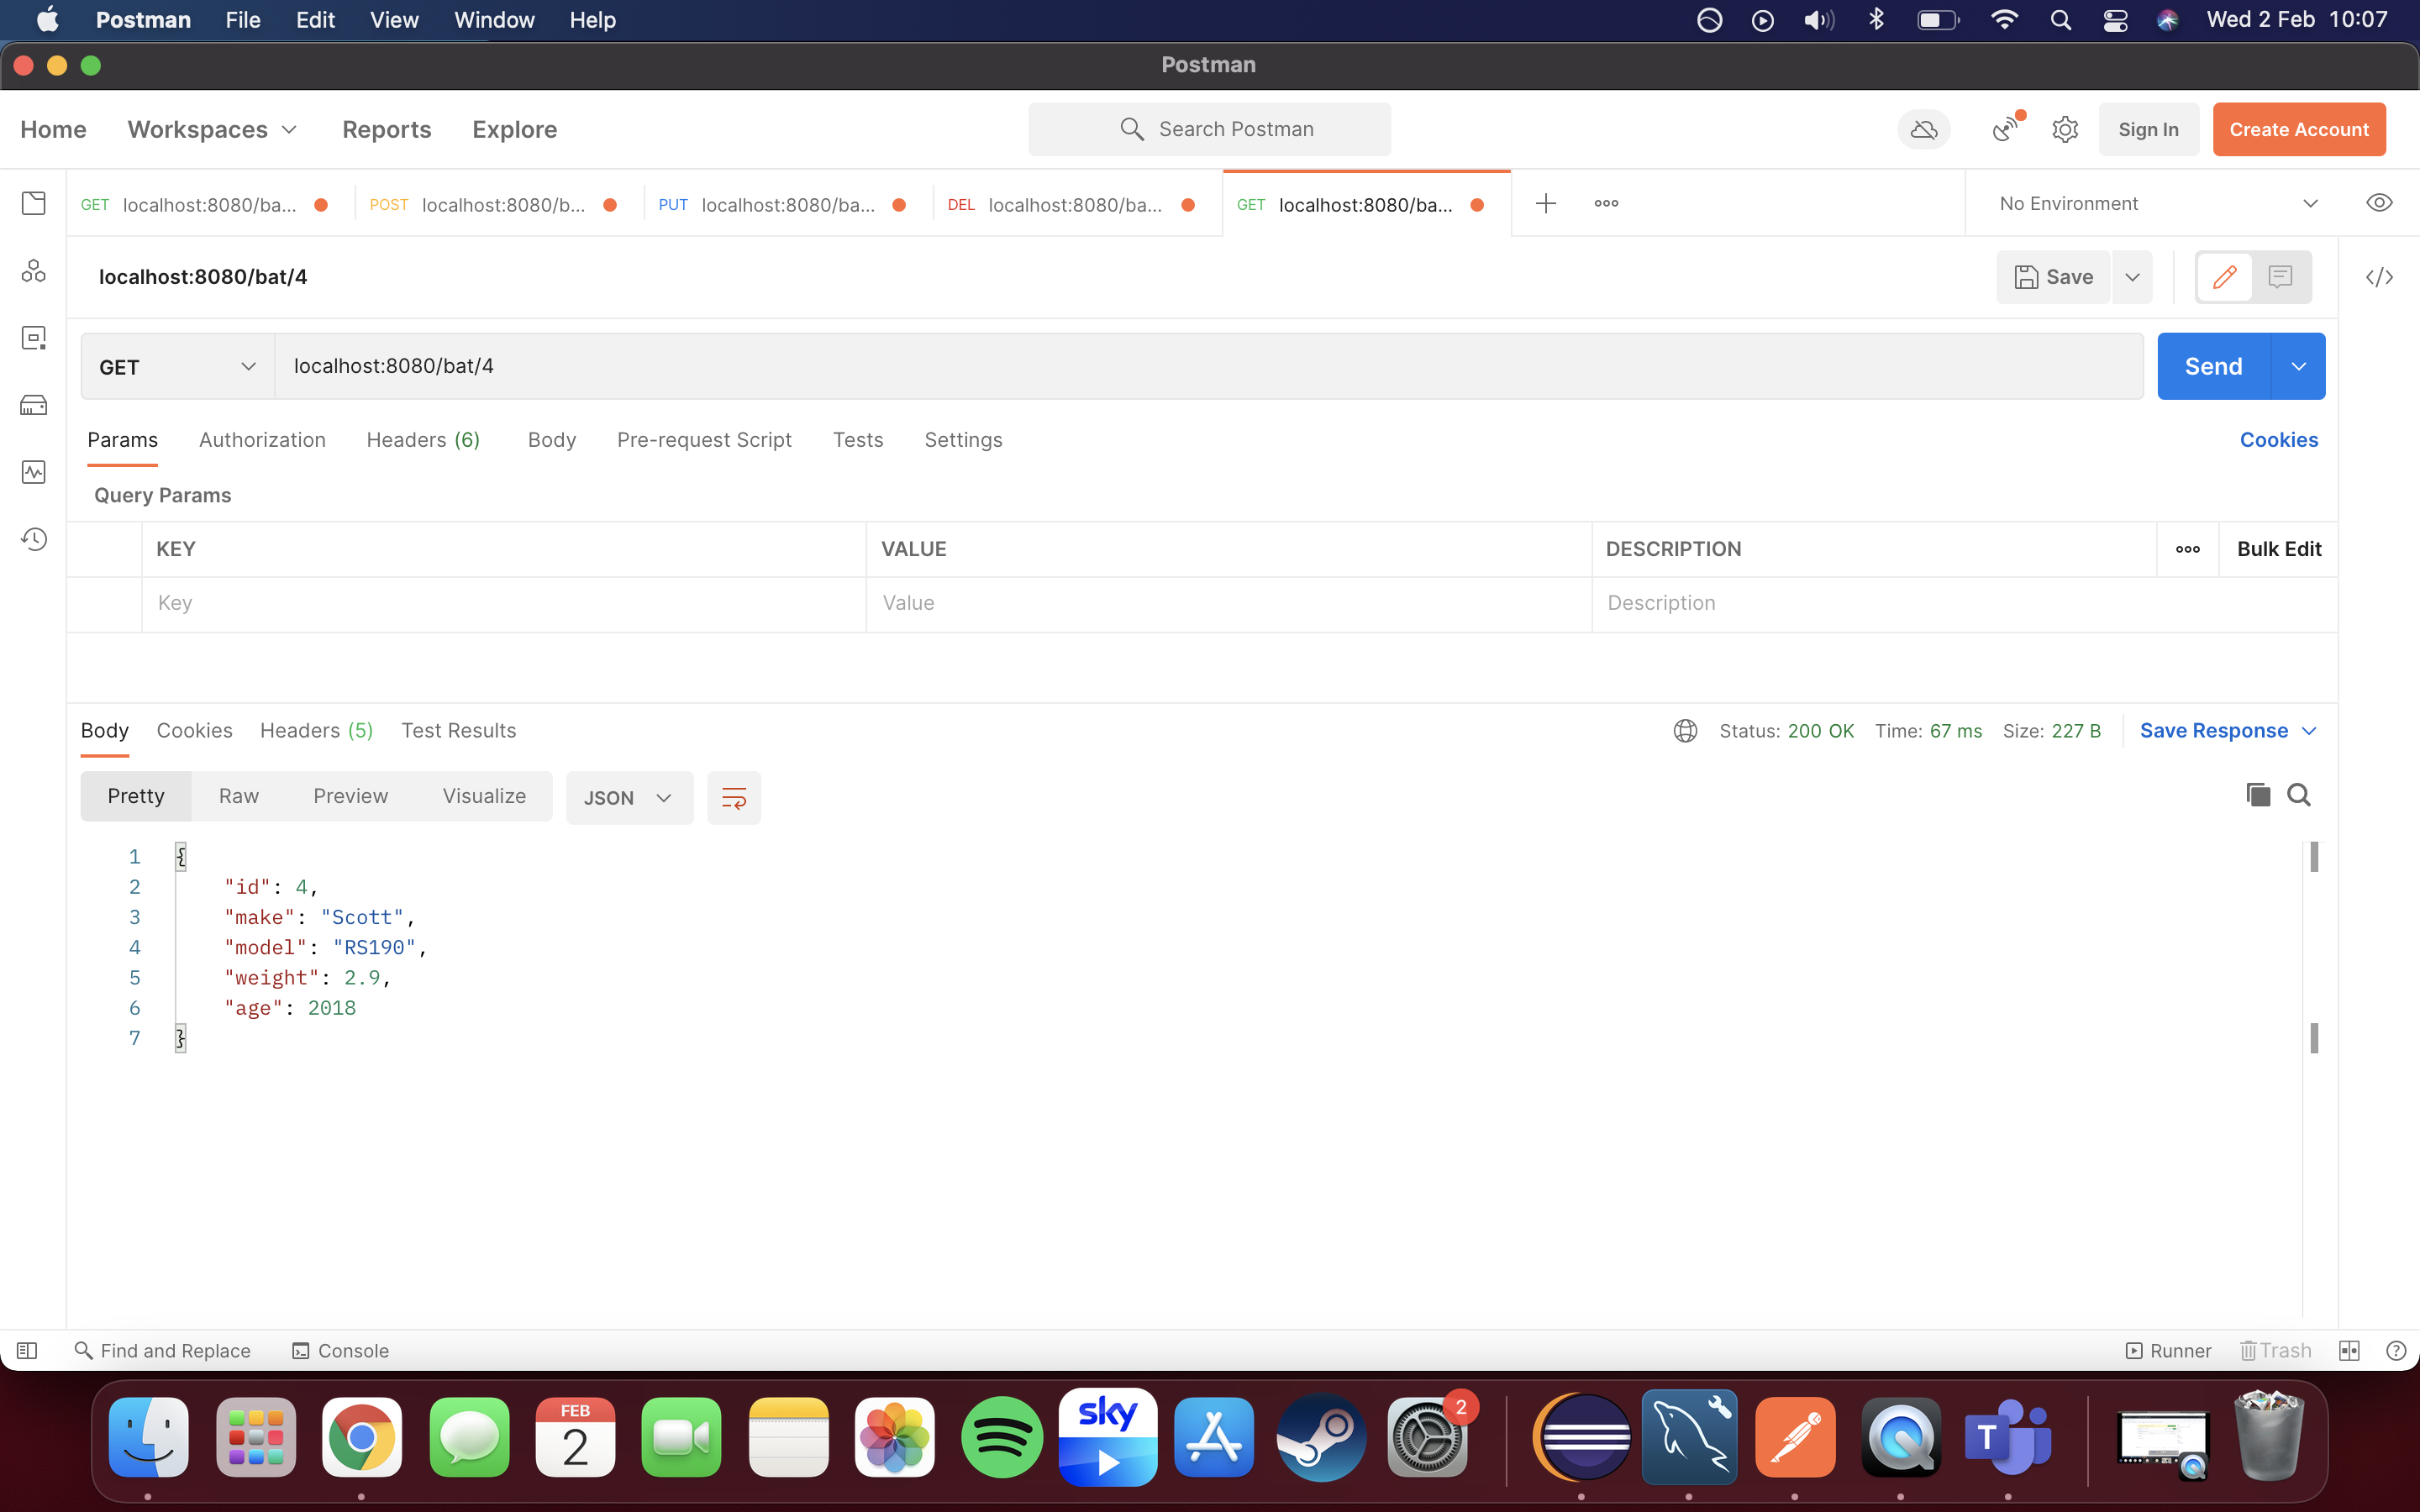 Postman File Edit View Window Help Wed 2 Feb 10:07
Postman
Home Workspaces Reports Explore Search Postman Sign In Create Account
GET localhost:8080/ba... POST localhost:8080/b... PUT localhost:8080/ba... DEL localhost:8080/ba... GET localhost:8080/ba... No Environment
localhost:8080/bat/4 Save
GET localhost:8080/bat/4 Send
Params Authorization Headers (6) Body Pre-request Script Tests Settings Cookies
Query Params
KEY VALUE DESCRIPTION Bulk Edit
Key Value Description
Body Cookies Headers (5) Test Results Status: 200 OK Time: 67 ms Size: 227 B Save Response
Pretty Raw Preview Visualize JSON
1 {
2 "id": 4,
3 "make": "Scott",
4 "model": "RS190",
5 "weight": 2.9,
6 "age": 2018
7 }
Find and Replace Console Runner Trash
FEB
2
sky
2
T